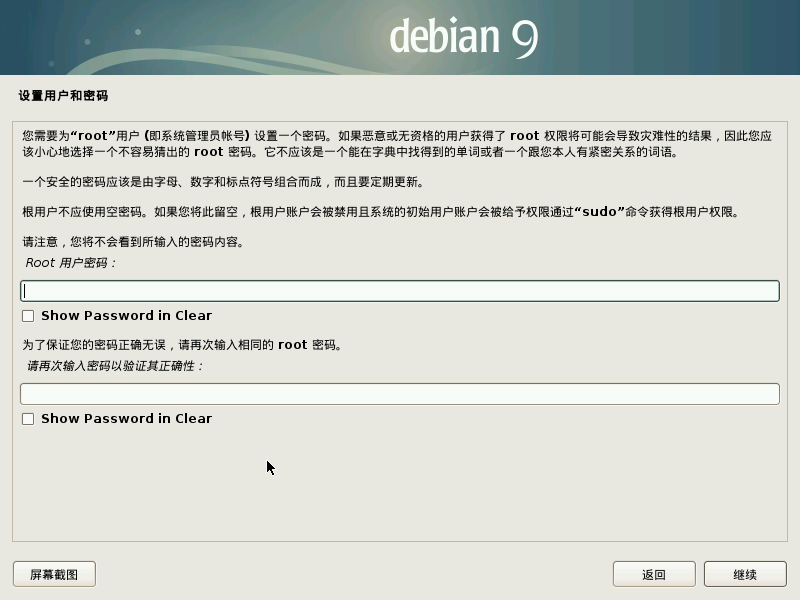 debian 9
设置用户和密码
您需要为“root”用户 (即系统管理员帐号) 设置一个密码。如果恶意或无资格的用户获得了 root 权限将可能会导致灾难性的结果，因此您应
该小心地选择一个不容易猜出的 root 密码。它不应该是一个能在字典中找得到的单词或者一个跟您本人有紧密关系的词语。
一个安全的密码应该是由字母、数字和标点符号组合而成，而且要定期更新。
根用户不应使用空密码。如果您将此留空，根用户账户会被禁用且系统的初始用户账户会被给予权限通过“sudo”命令获得根用户权限。
请注意，您将不会看到所输入的密码内容。
Root 用户密码：
Show Password in Clear
为了保证您的密码正确无误，请再次输入相同的 root 密码。
请再次输入密码以验证其正确性：
Show Password in Clear
屏幕截图
返回
继续